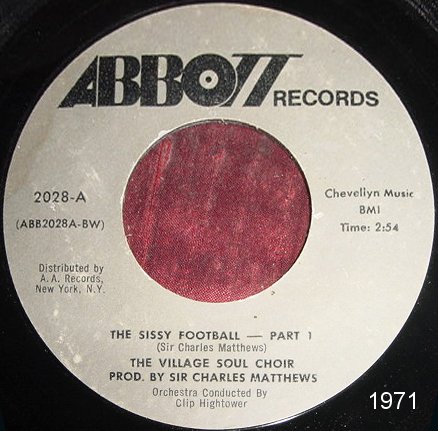 ABBOTT RECORDS
2028-A
(ABB2028A-BW)
Chevellyn Music
BMI
Time: 2:54
Distributed by
A. A. Records,
New York, N.Y.
THE SISSY FOOTBALL — PART 1
(Sir Charles Matthews)
THE VILLAGE SOUL CHOIR
PROD. BY SIR CHARLES MATTHEWS
Orchestra Conducted By
Clip Hightower
1971